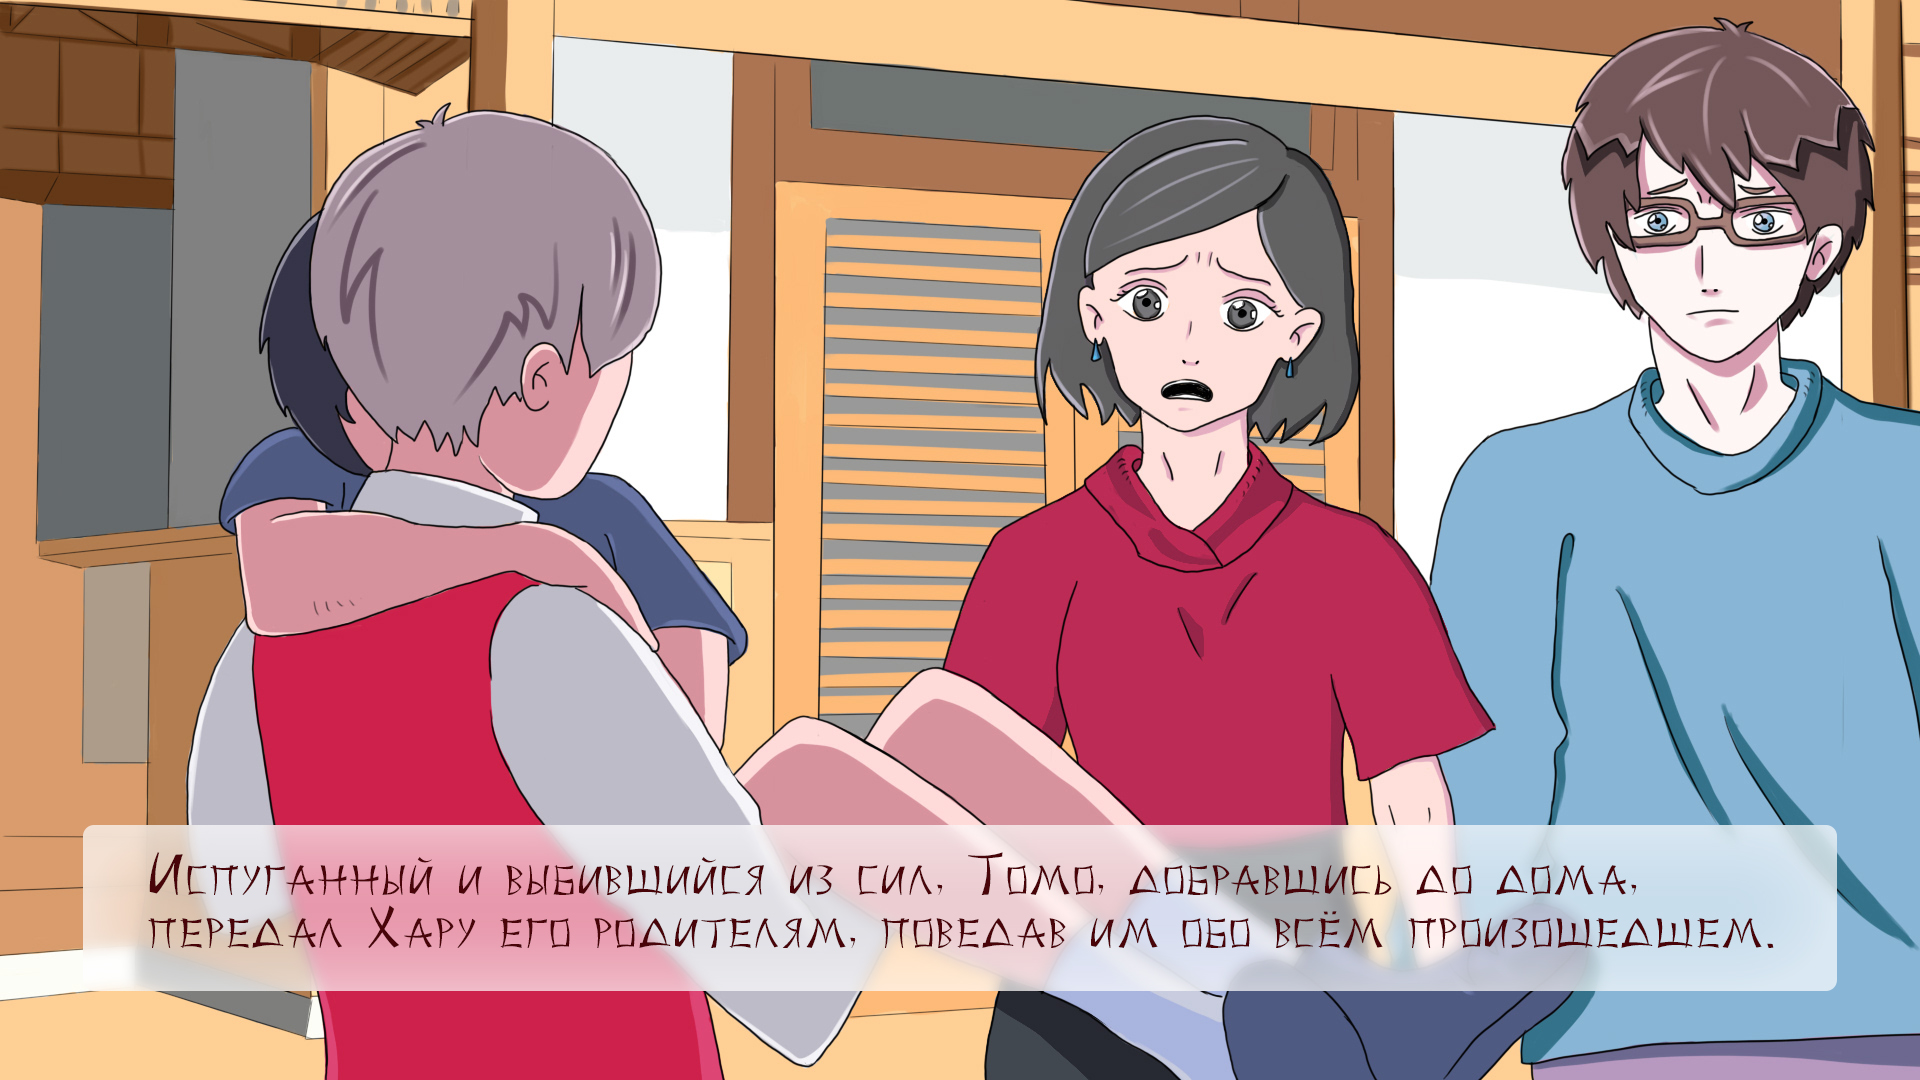 Испуганный и выбившийся из сил, Томо, добравшись до дома,
передал Хару его родителям, поведав им обо всём произошедшем.